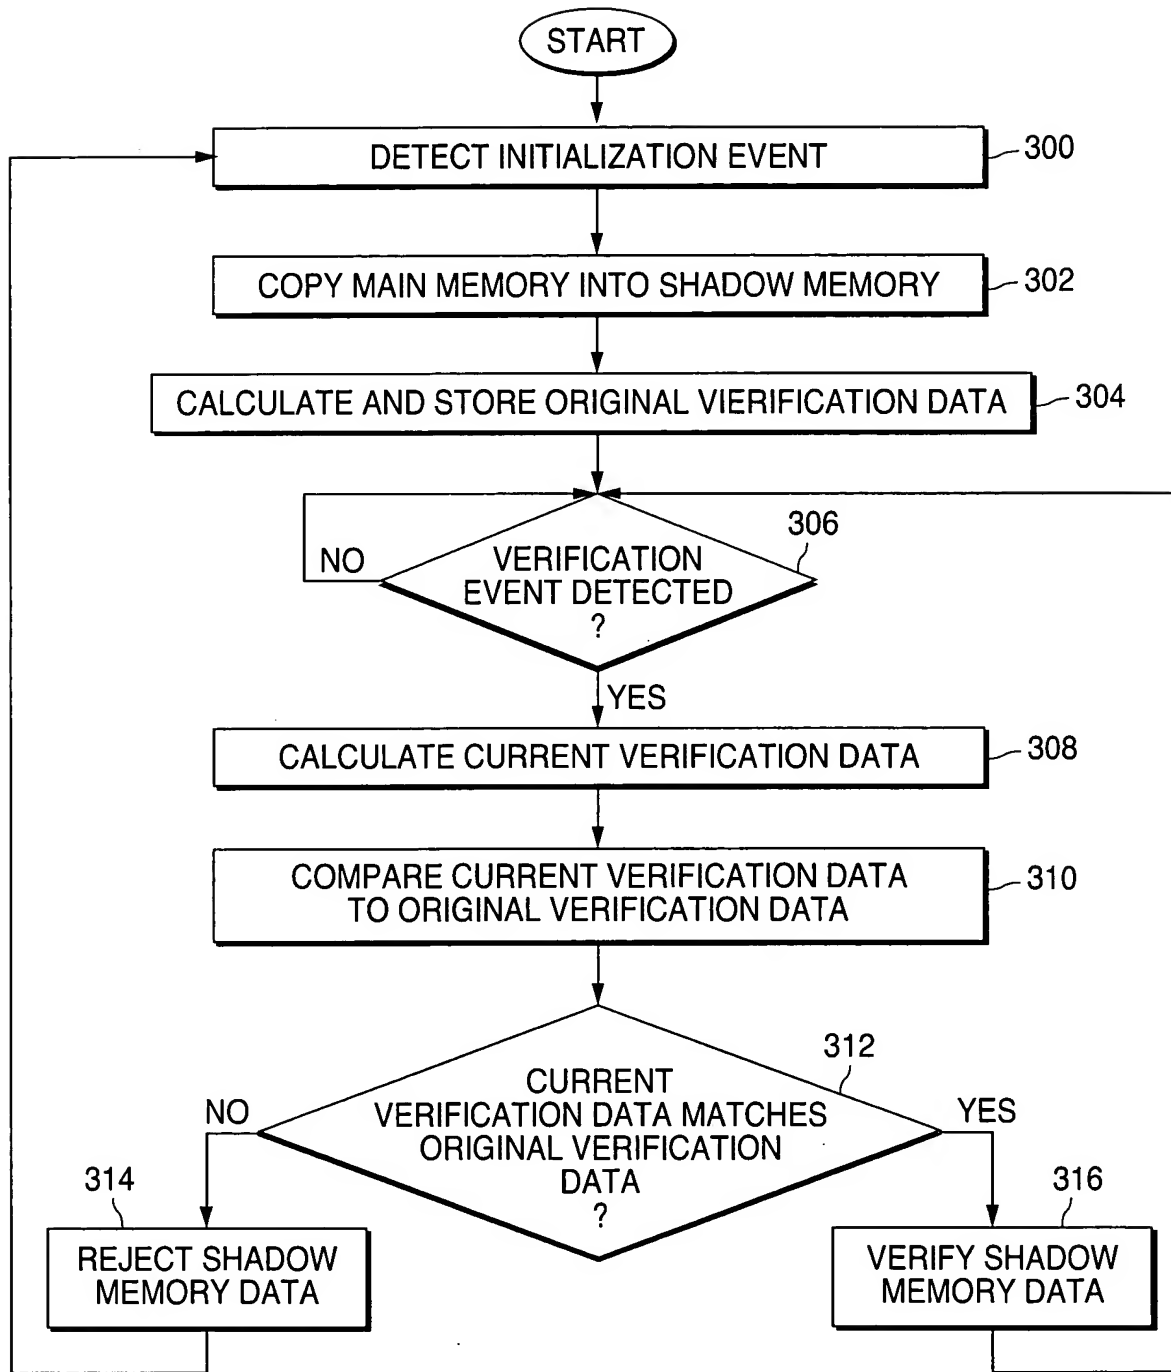 START
DETECT INITIALIZATION EVENT
300
COPY MAIN MEMORY INTO SHADOW MEMORY
302
CALCULATE AND STORE ORIGINAL VIERIFICATION DATA
304
306
NO
VERIFICATION
EVENT DETECTED
?
YES
CALCULATE CURRENT VERIFICATION DATA
308
COMPARE CURRENT VERIFICATION DATA
TO ORIGINAL VERIFICATION DATA
310
312
NO
CURRENT
VERIFICATION DATA MATCHES
ORIGINAL VERIFICATION
DATA
?
YES
314
REJECT SHADOW
MEMORY DATA
316
VERIFY SHADOW
MEMORY DATA